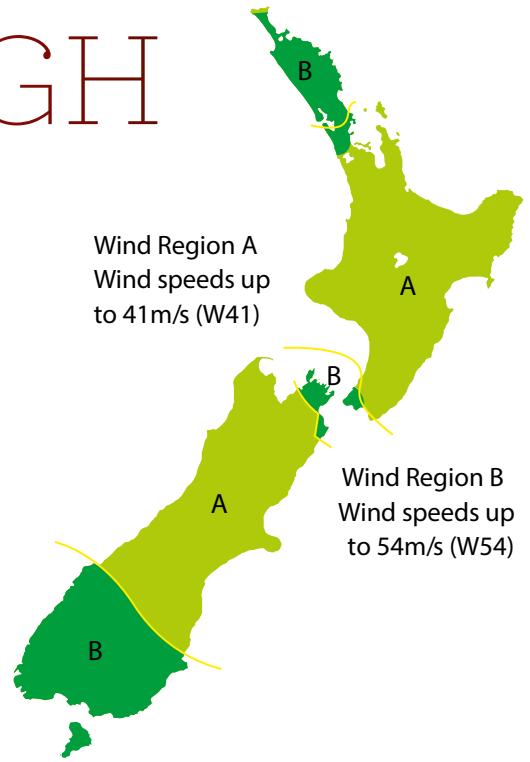 GH
B
Wind Region A
Wind speeds up
to 41m/s (W41)
A
B
Wind Region B
Wind speeds up
to 54m/s (W54)
A
B